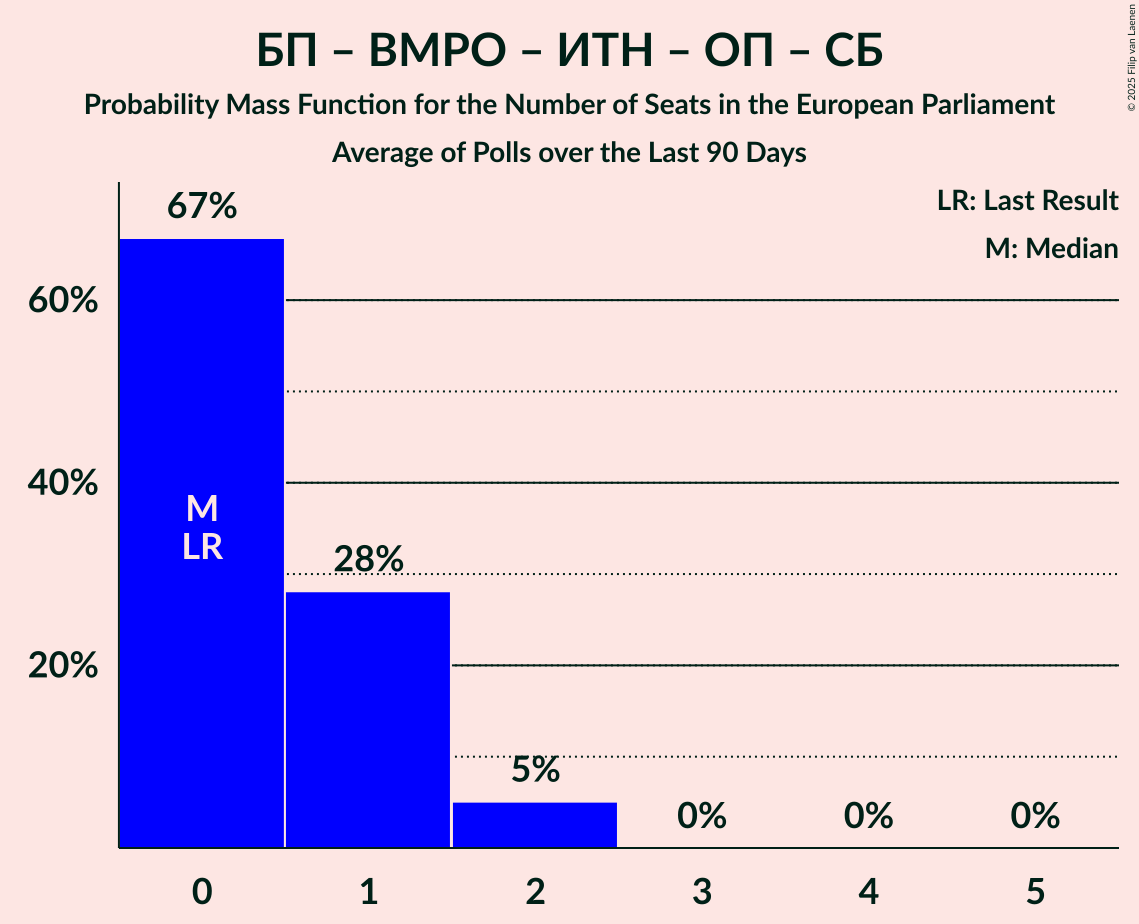 БП – ВМРО – ИТН – ОП – СБ
Probability Mass Function for the Number of Seats in the European Parliament
Average of Polls over the Last 90 Days
© 2025 Filip van Laenen
LR: Last Result
M: Median
67%
60%
40%
M
LR
28%
20%
5%
0%
0%
0%
0
1
2
3
4
5